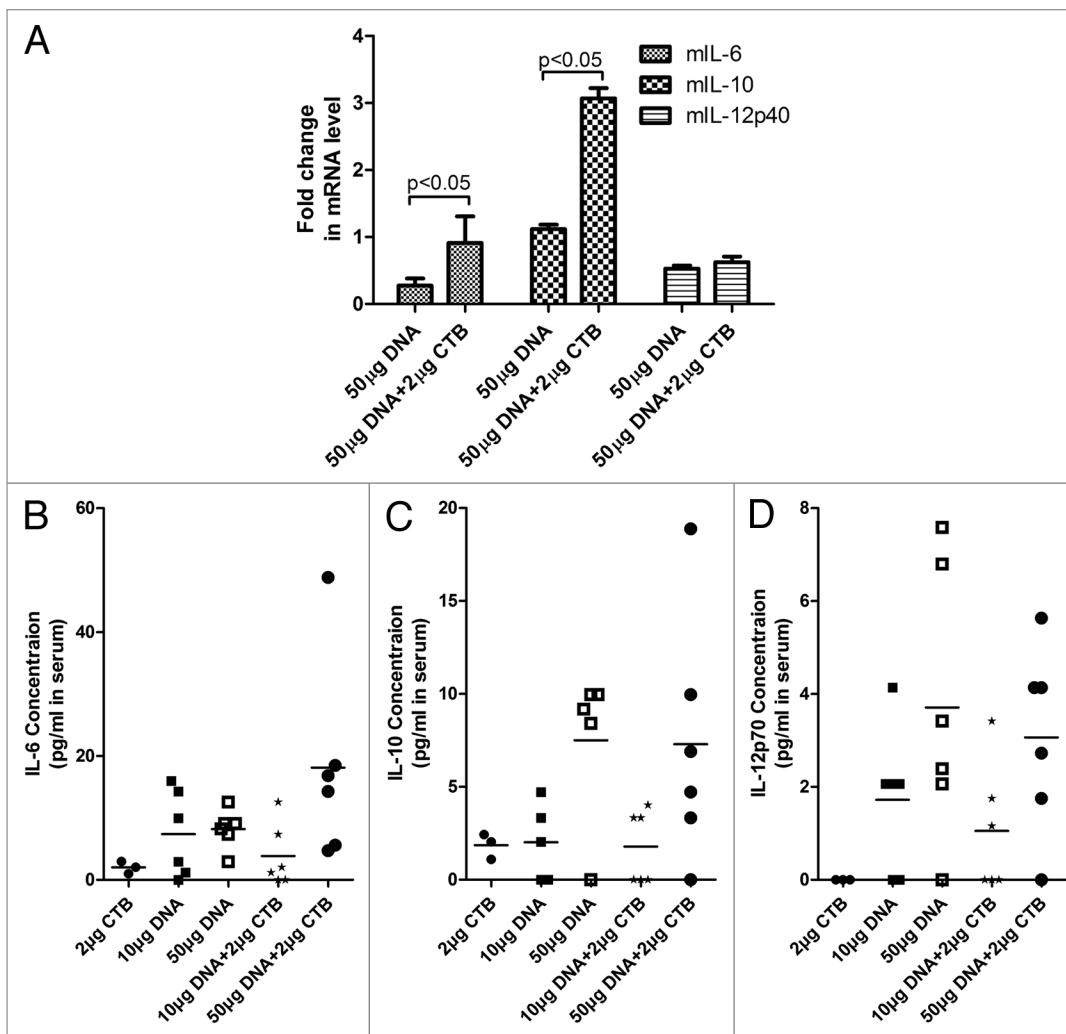 A
4
3
2
1
0
Fold change
in mRNA level
p<0.05
p<0.05
mIL-6
mIL-10
mIL-12p40
50μg DNA
50μg DNA+2μg CTB
50μg DNA
50μg DNA+2μg CTB
50μg DNA
50μg DNA+2μg CTB
B
60
40
20
0
IL-6 Concentraion
(pg/ml in serum)
2μg CTB
10μg DNA
50μg DNA
10μg DNA+2μg CTB
50μg DNA+2μg CTB
C
20
15
10
5
0
IL-10 Concentraion
(pg/ml in serum)
2μg CTB
10μg DNA
50μg DNA
10μg DNA+2μg CTB
50μg DNA+2μg CTB
D
8
6
4
2
0
IL-12p70 Concentraion
(pg/ml in serum)
2μg CTB
10μg DNA
50μg DNA
10μg DNA+2μg CTB
50μg DNA+2μg CTB